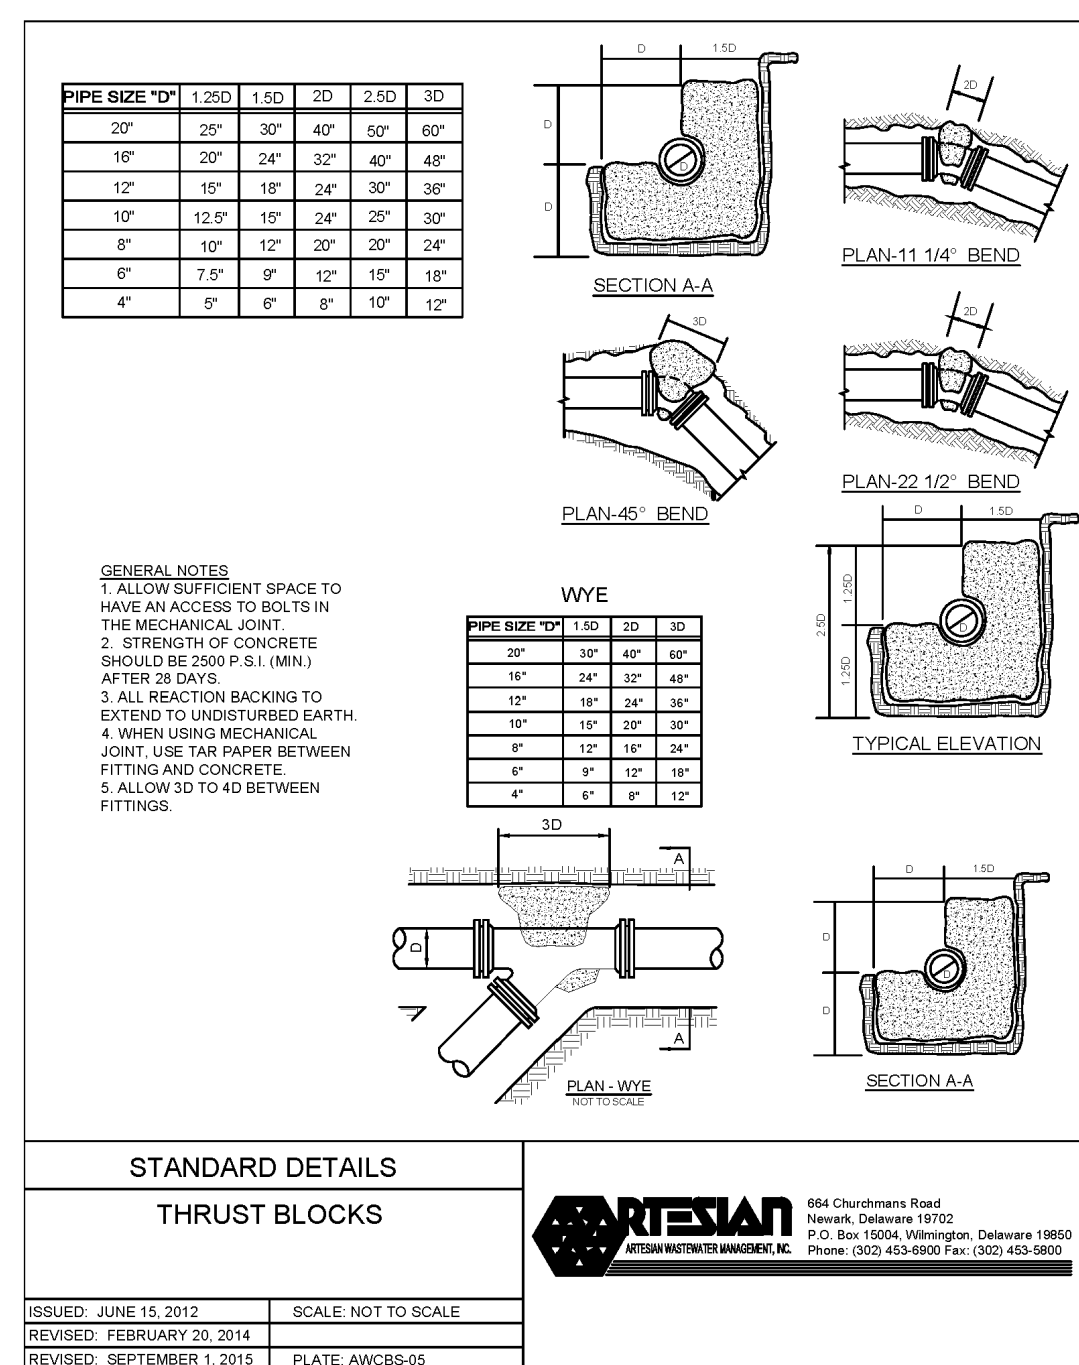 PIPE SIZE "D" 1.25D 1.5D 2D 2.5D 3D
20" 25" 30" 40" 50" 60"
16" 20" 24" 32" 40" 48"
12" 15" 18" 24" 30" 36"
10" 12.5" 15" 24" 25" 30"
8" 10" 12" 20" 20" 24"
6" 7.5" 9" 12" 15" 18"
4" 5" 6" 8" 10" 12"
D 1.5D
D
D
D
SECTION A-A
2D
PLAN-11 1/4° BEND
3D
PLAN-45° BEND
2D
PLAN-22 1/2° BEND
D 1.5D
2.5D
1.25D
1.25D
D
TYPICAL ELEVATION
GENERAL NOTES
1. ALLOW SUFFICIENT SPACE TO
HAVE AN ACCESS TO BOLTS IN
THE MECHANICAL JOINT.
2. STRENGTH OF CONCRETE
SHOULD BE 2500 P.S.I. (MIN.)
AFTER 28 DAYS.
3. ALL REACTION BACKING TO
EXTEND TO UNDISTURBED EARTH.
4. WHEN USING MECHANICAL
JOINT, USE TAR PAPER BETWEEN
FITTING AND CONCRETE.
5. ALLOW 3D TO 4D BETWEEN
FITTINGS.
WYE
PIPE SIZE "D" 1.5D 2D 3D
20" 30" 40" 60"
16" 24" 32" 48"
12" 18" 24" 36"
10" 15" 20" 30"
8" 12" 16" 24"
6" 9" 12" 18"
4" 6" 8" 12"
3D
A
D
A
PLAN - WYE
NOT TO SCALE
D 1.5D
D
D
D
SECTION A-A
STANDARD DETAILS
THRUST BLOCKS
ISSUED: JUNE 15, 2012 SCALE: NOT TO SCALE
REVISED: FEBRUARY 20, 2014
REVISED: SEPTEMBER 1, 2015 PLATE: AWCBS-05
ARTESIAN
ARTESIAN WASTEWATER MANAGEMENT, INC.
664 Churchmans Road
Newark, Delaware 19702
P.O. Box 15004, Wilmington, Delaware 19850
Phone: (302) 453-6900 Fax: (302) 453-5800